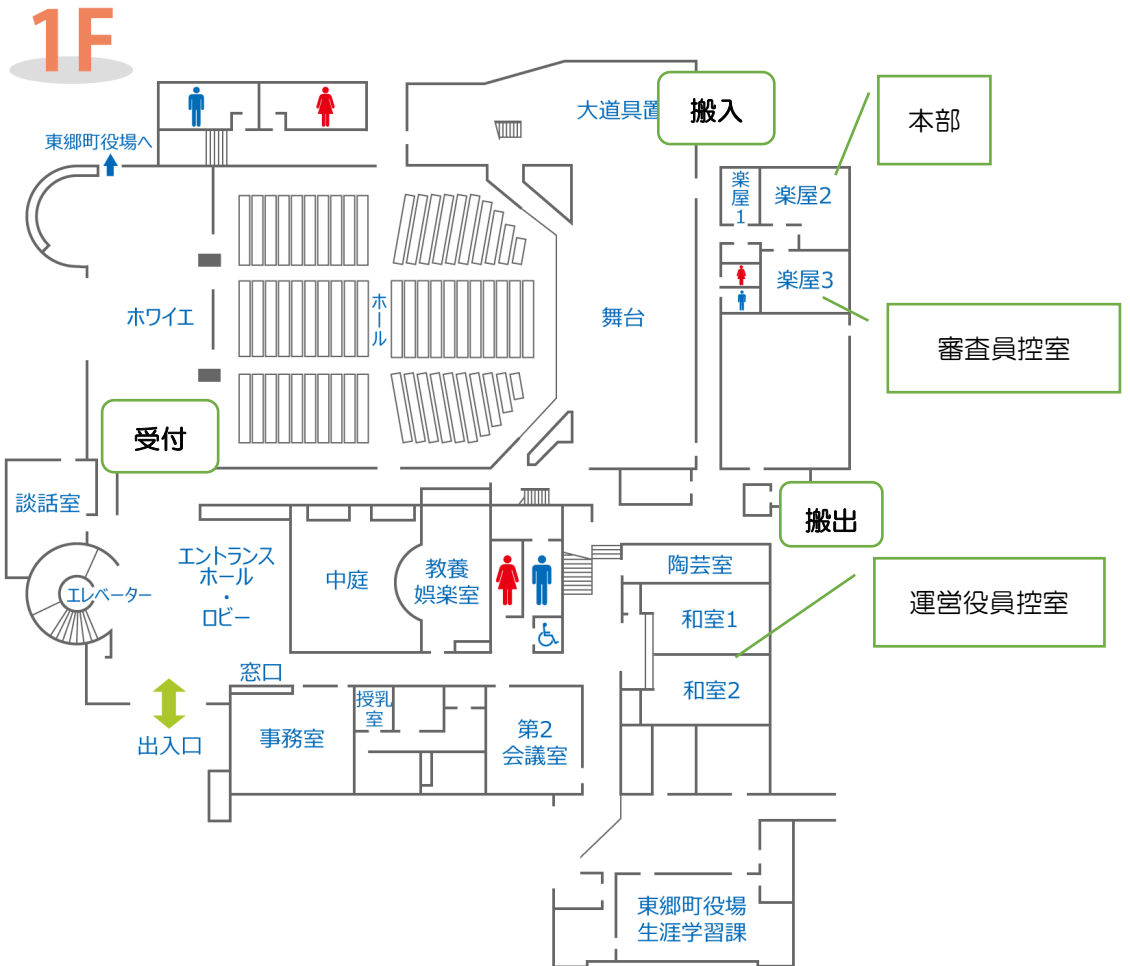 1F
大道具置
搬入
本部
東郷町役場へ
楽屋1
楽屋2
楽屋3
ホワイエ
ホール
舞台
審査員控室
受付
談話室
搬出
エントランス
ホール
・
ロビー
中庭
教養
娯楽室
陶芸室
エレベーター
和室1
運営役員控室
窓口
和室2
授乳
室
出入口
事務室
第2
会議室
東郷町役場
生涯学習課